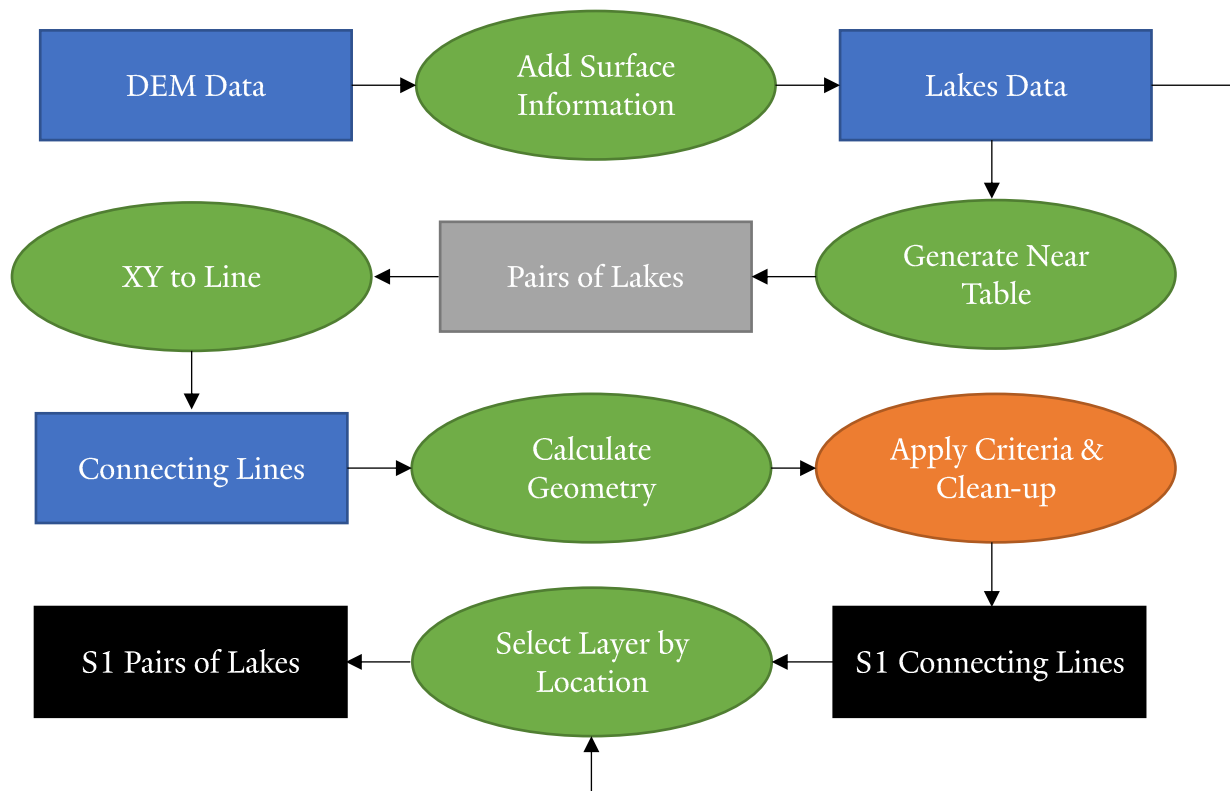 DEM Data
Add Surface
Information
Lakes Data
XY to Line
Pairs of Lakes
Generate Near
Table
Connecting Lines
Calculate
Geometry
Apply Criteria &
Clean-up
S1 Pairs of Lakes
Select Layer by
Location
S1 Connecting Lines